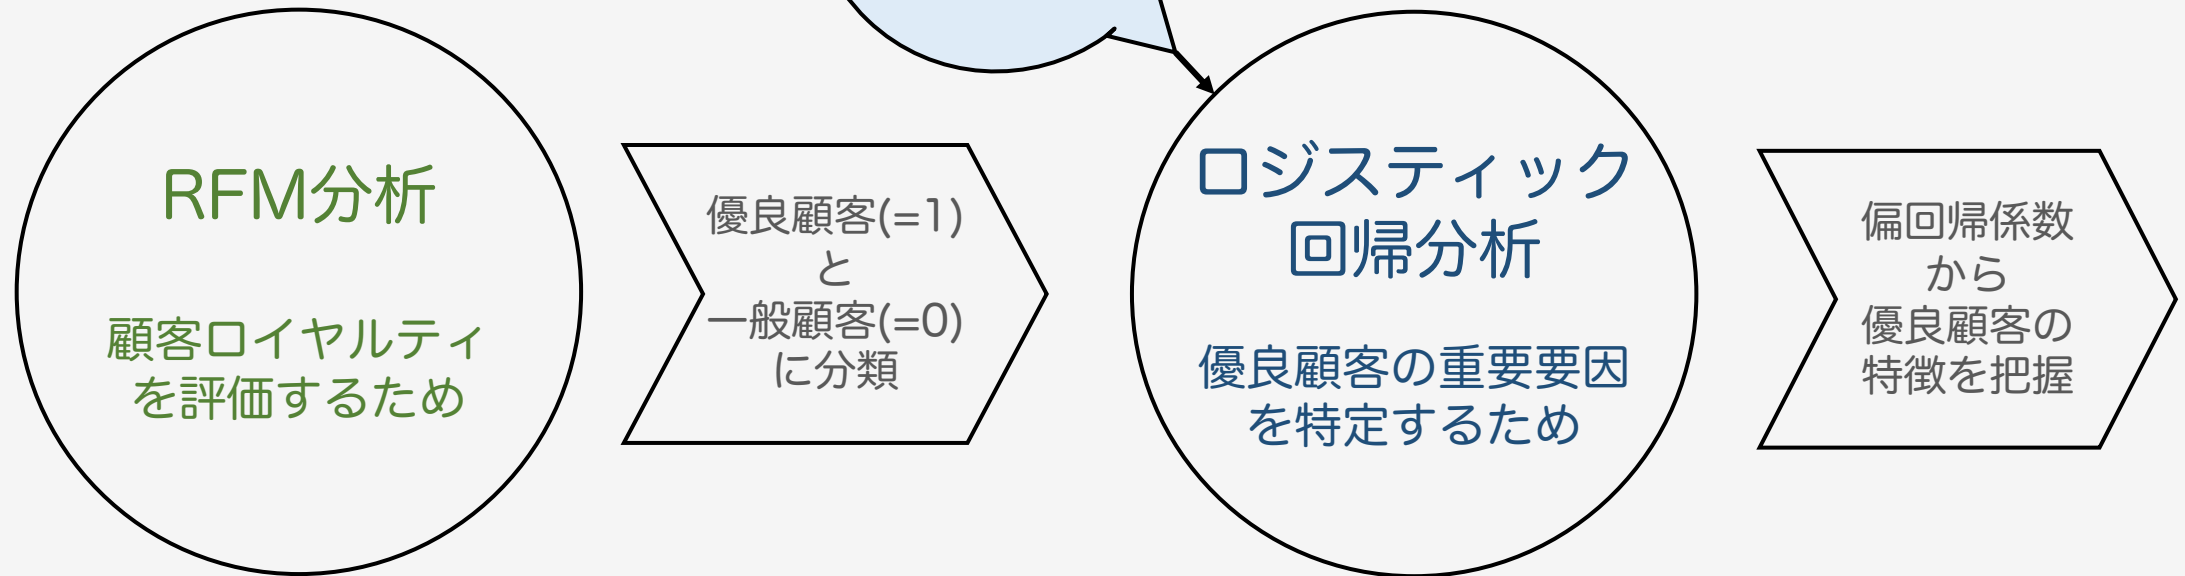 RFM分析
顧客ロイヤルティ
を評価するため
優良顧客(=1)
と
一般顧客(=0)
に分類
ロジスティック
回帰分析
優良顧客の重要要因
を特定するため
偏回帰係数
から
優良顧客の
特徴を把握